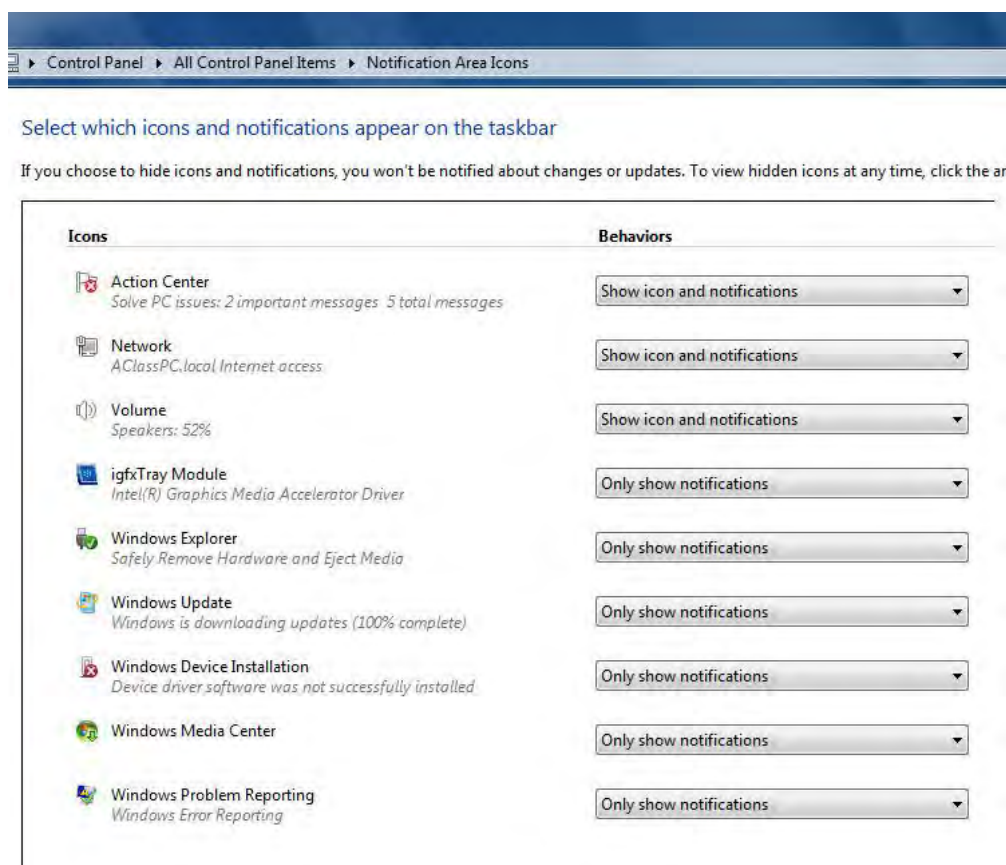 Control Panel ▸ All Control Panel Items ▸ Notification Area Icons
Select which icons and notifications appear on the taskbar
If you choose to hide icons and notifications, you won't be notified about changes or updates. To view hidden icons at any time, click the
Icons Behaviors
Action Center
Solve PC issues: 2 important messages 5 total messages
Show icon and notifications
Network
AClassPC.local Internet access
Show icon and notifications
Volume
Speakers: 52%
Show icon and notifications
igfxTray Module
Intel(R) Graphics Media Accelerator Driver
Only show notifications
Windows Explorer
Safely Remove Hardware and Eject Media
Only show notifications
Windows Update
Windows is downloading updates (100% complete)
Only show notifications
Windows Device Installation
Device driver software was not successfully installed
Only show notifications
Windows Media Center
Only show notifications
Windows Problem Reporting
Windows Error Reporting
Only show notifications